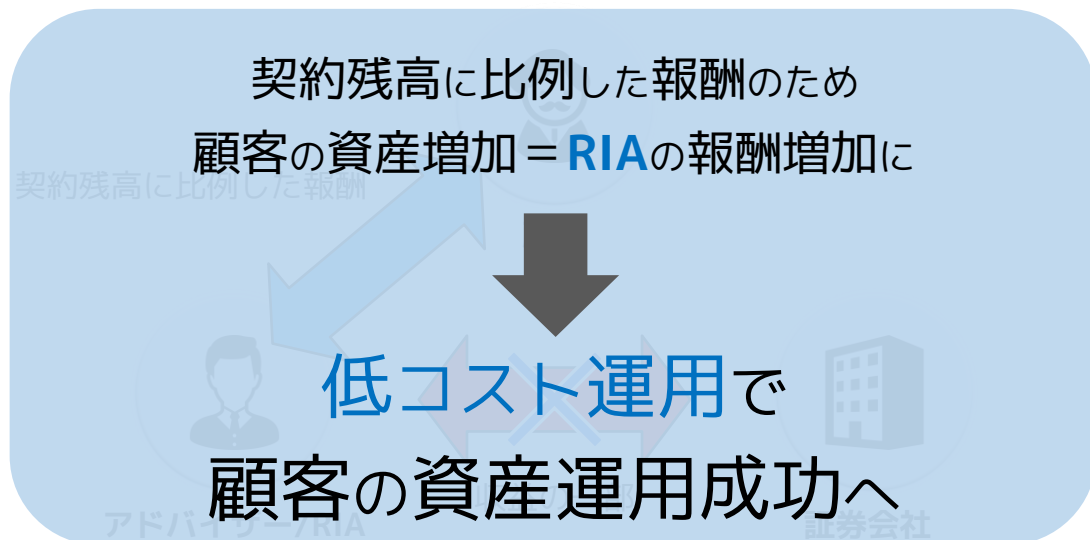 契約残高に比例した報酬のため
顧客の資産増加＝RIAの報酬増加に
契約残高に比例した報酬
低コスト運用で
顧客の資産運用成功へ
アドバイザー/RIA
証券会社